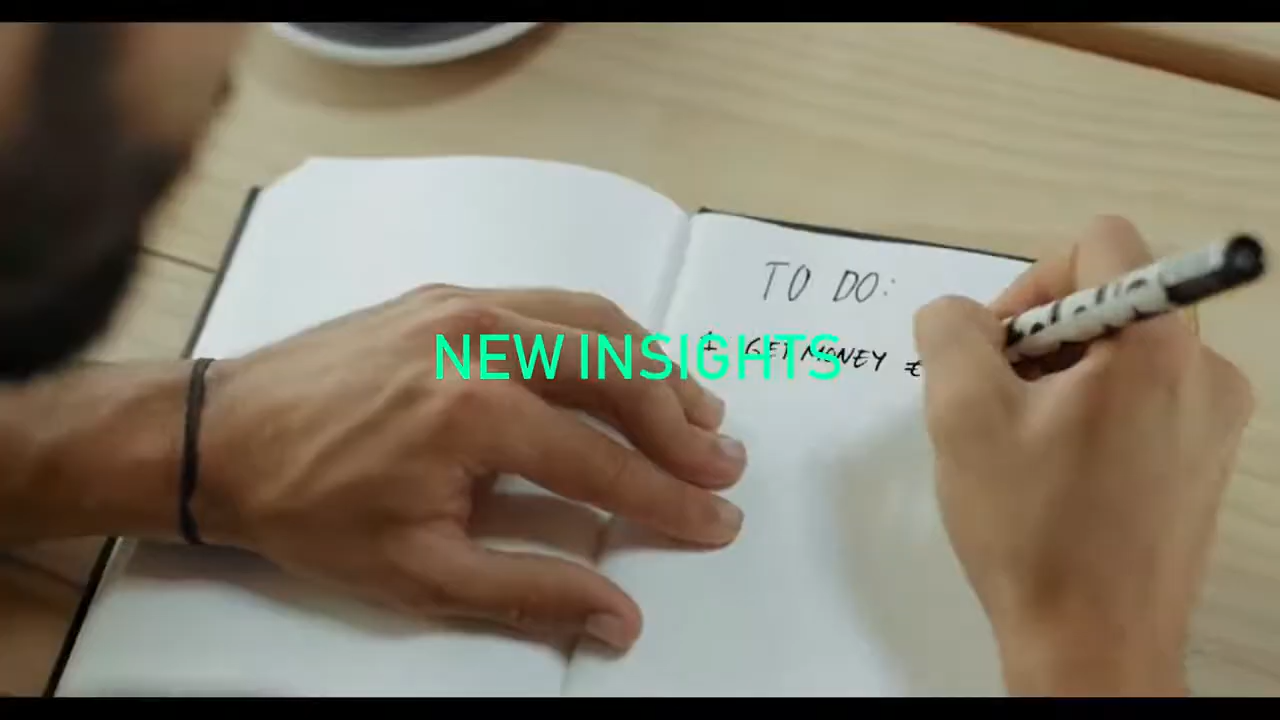 TO DO:
+ GET MONEY €
NEW INSIGHTS